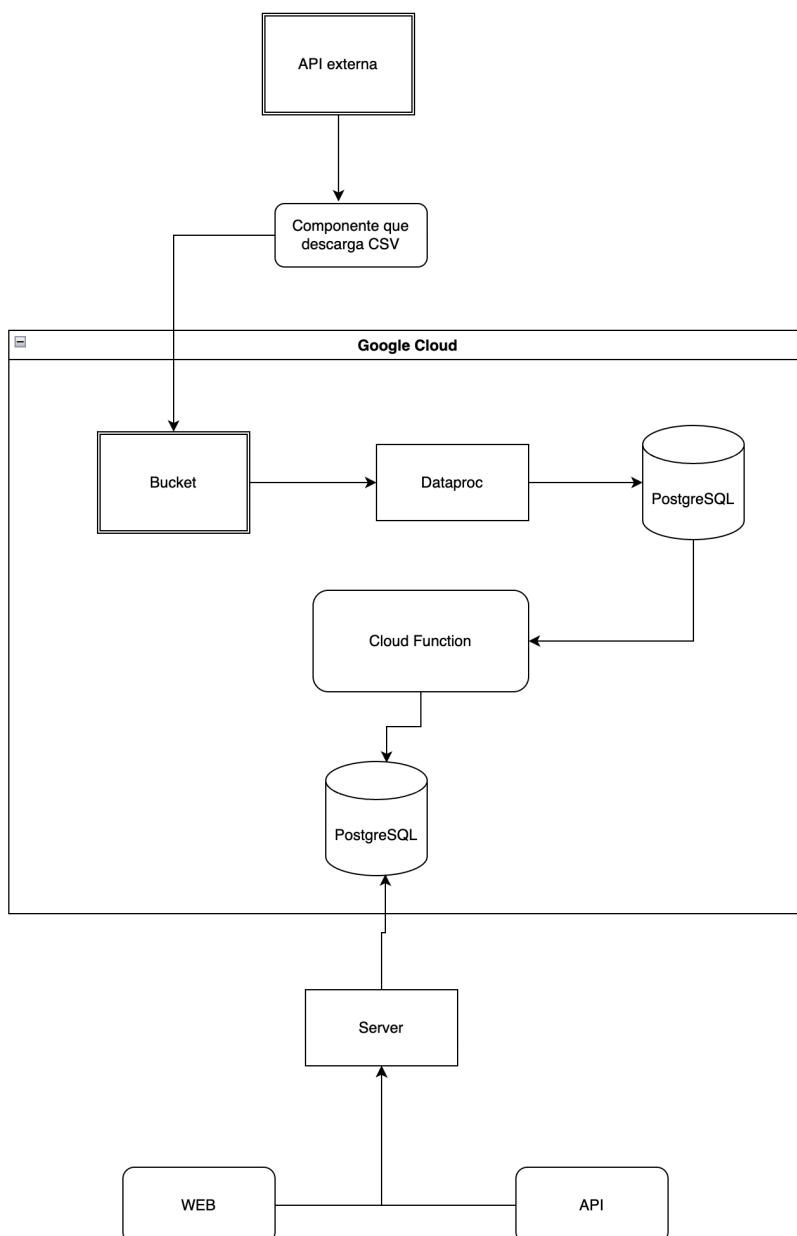 API externa
Componente que
descarga CSV
Google Cloud
Bucket
Dataproc
PostgreSQL
Cloud Function
PostgreSQL
Server
WEB
API